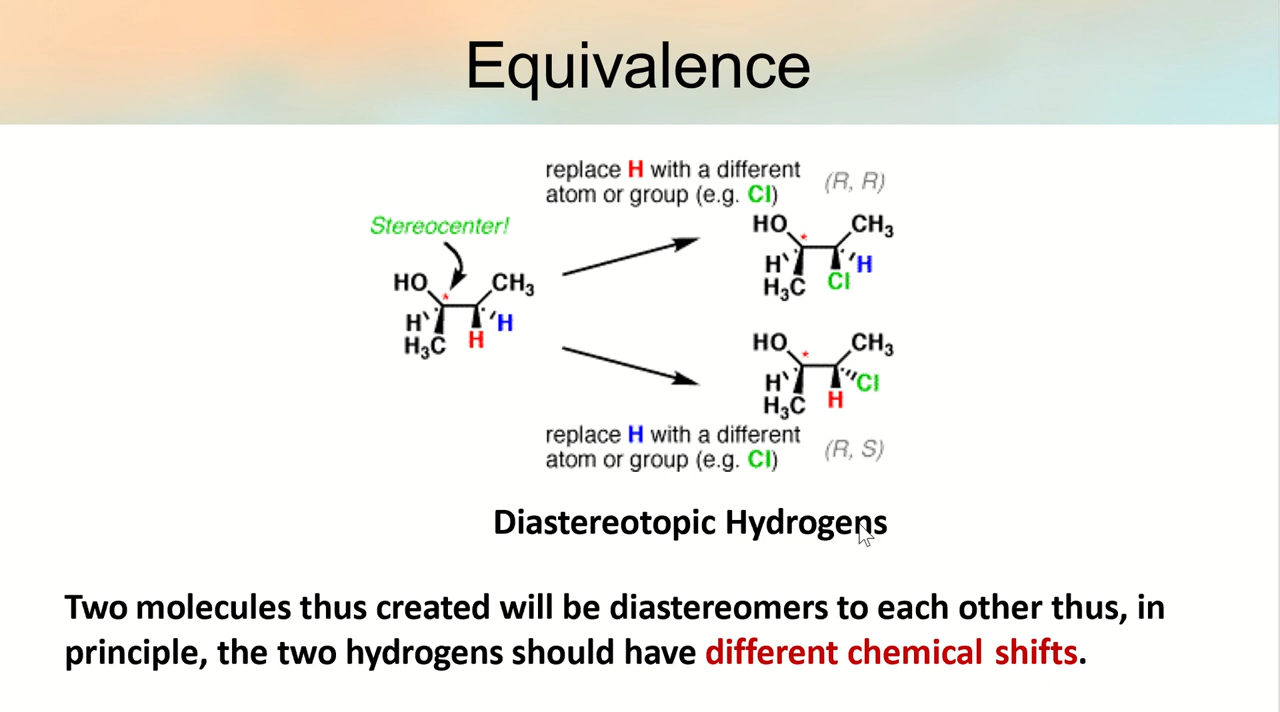 Equivalence
replace H with a different
atom or group (e.g. Cl)
(R, R)
Stereocenter!
HO
*
CH₃
H
H₃C
H
H
HO
*
CH₃
H
H₃C
Cl
H
HO
*
CH₃
H
H₃C
H
Cl
replace H with a different
atom or group (e.g. Cl)
(R, S)
Diastereotopic Hydrogens
Two molecules thus created will be diastereomers to each other thus, in
principle, the two hydrogens should have different chemical shifts.